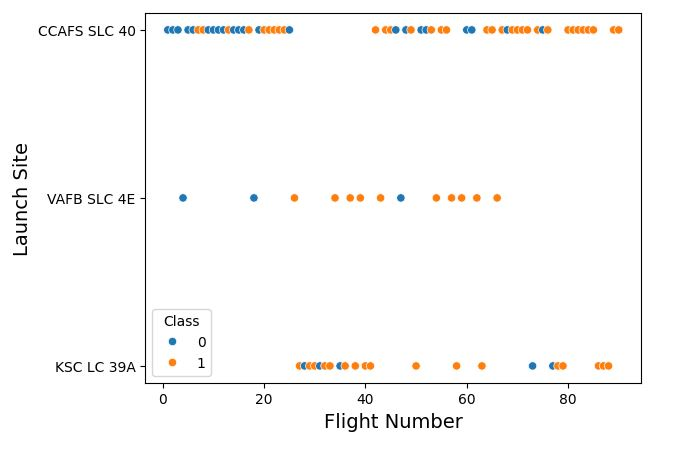 CCAFS SLC 40
VAFB SLC 4E
KSC LC 39A
Launch Site
Class
0
1
0 20 40 60 80
Flight Number